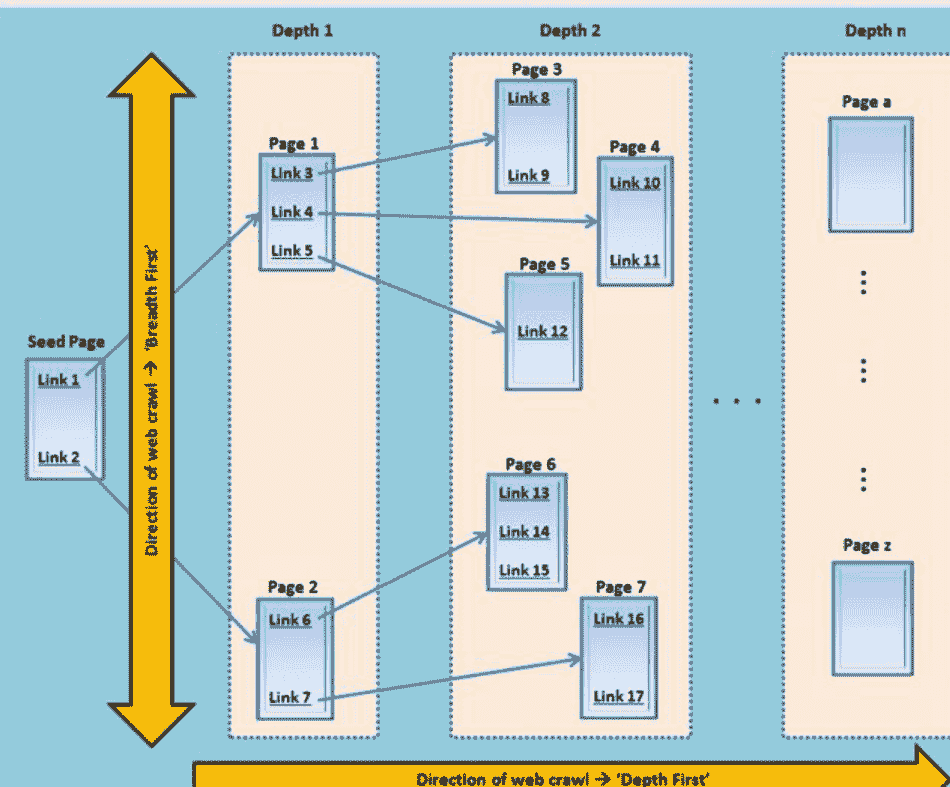 Depth 1
Depth 2
Depth n
Page 3
Link 8
Link 9
Page a
Page 1
Link 3
Link 4
Link 5
Page 4
Link 10
Link 11
Page 5
Link 12
Direction of web crawl → 'Breadth First'
Seed Page
Link 1
Link 2
. . .
Page 6
Link 13
Link 14
Link 15
Page z
Page 2
Link 6
Link 7
Page 7
Link 16
Link 17
Direction of web crawl → 'Depth First'